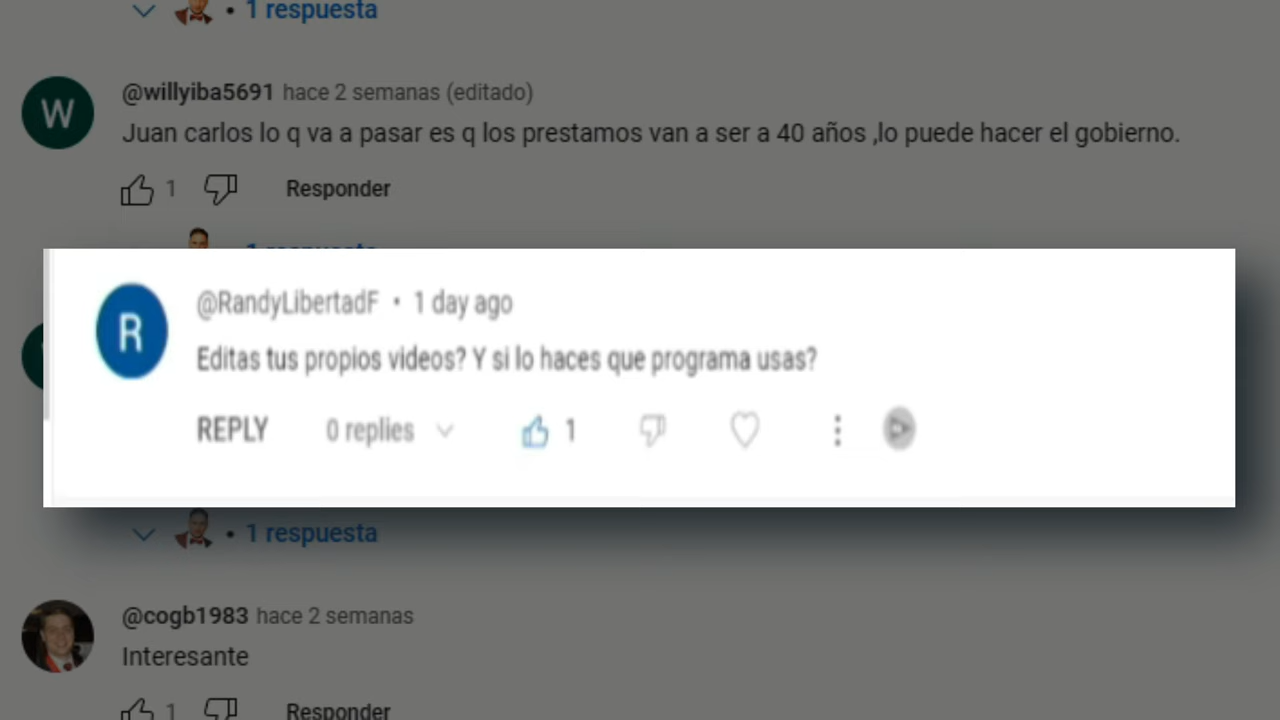 • 1 respuesta
W
@willyiba5691 hace 2 semanas (editado)
Juan carlos lo q va a pasar es q los prestamos van a ser a 40 años ,lo puede hacer el gobierno.
1 Responder
1 respuesta
R
@RandyLibertadF • 1 day ago
Editas tus propios videos? Y si lo haces que programa usas?
REPLY 0 replies 1
• 1 respuesta
@cogb1983 hace 2 semanas
Interesante
1 Responder